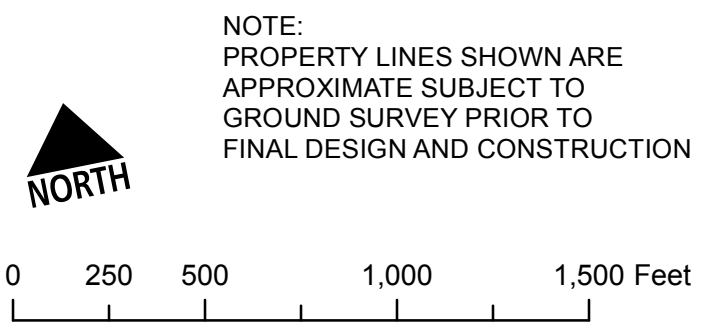 NOTE:
PROPERTY LINES SHOWN ARE
APPROXIMATE SUBJECT TO
GROUND SURVEY PRIOR TO
FINAL DESIGN AND CONSTRUCTION
NORTH
0 250 500 1,000 1,500 Feet